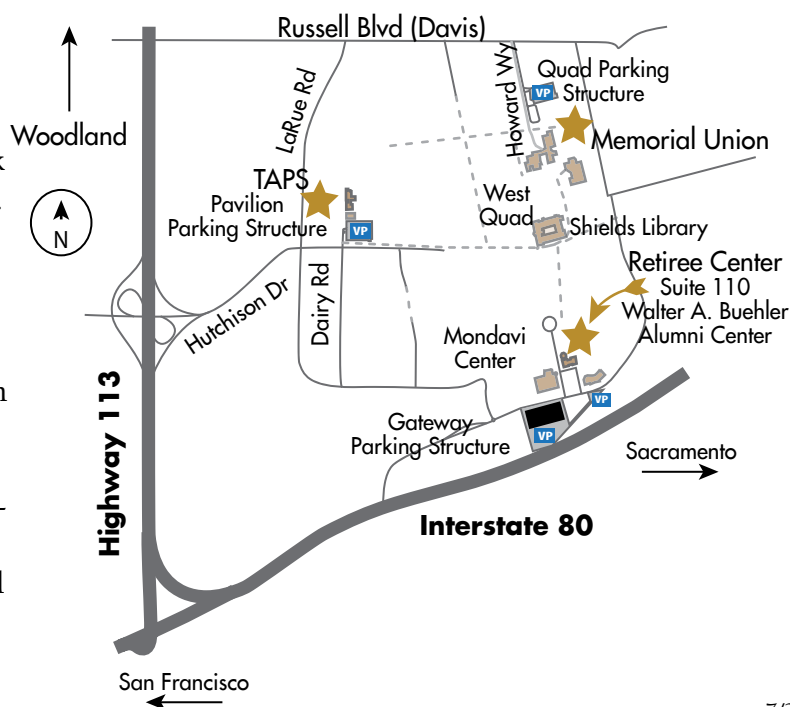 Russell Blvd (Davis)
Woodland
N
LaRue Rd
Howard Wy
Quad Parking
Structure
VP
Memorial Union
TAPS
Pavilion
Parking Structure
VP
West
Quad
Shields Library
Hutchison Dr
Dairy Rd
Retiree Center
Suite 110
Walter A. Buehler
Alumni Center
Mondavi
Center
VP
Gateway
Parking Structure
VP
Sacramento
Highway 113
Interstate 80
San Francisco